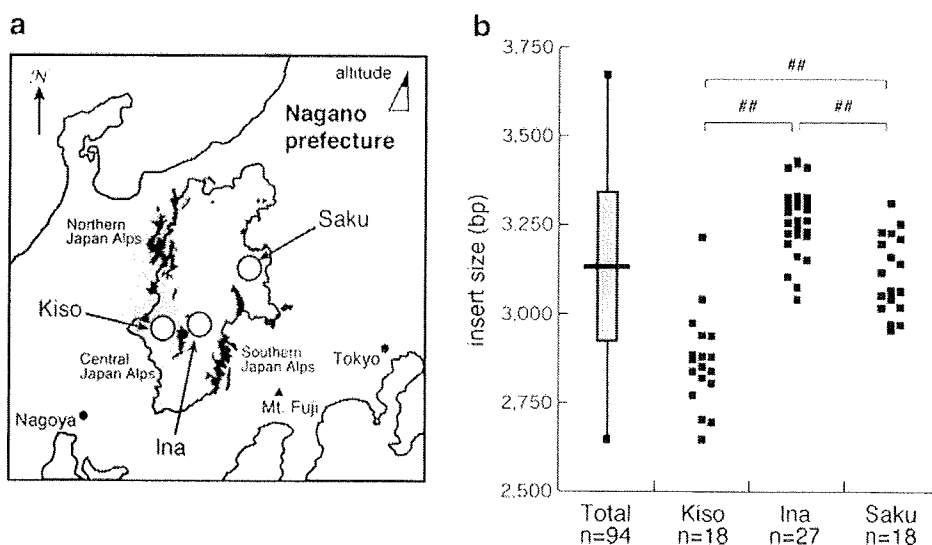 a
N
altitude
Nagano
prefecture
Northern
Japan Alps
Saku
Kiso
Central
Japan Alps
Southern
Japan Alps
Tokyo
Mt. Fuji
Nagoya
Ina
b
3.750
3.500
3.250
3.000
2.750
2.500
insert size (bp)
##
## ##
Total Kiso Ina Saku
n=94 n=18 n=27 n=18